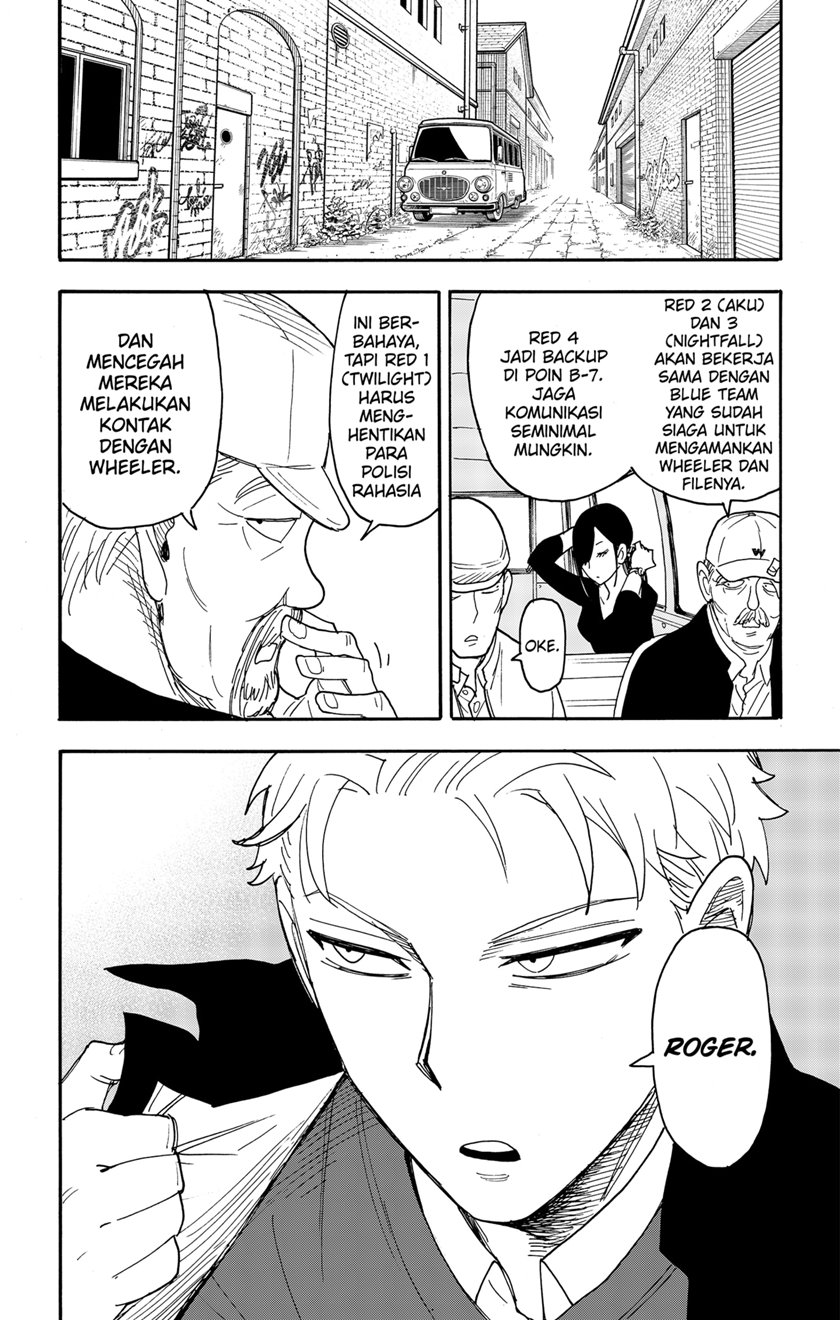 RED 2 (AKU)
DAN 3
(NIGHTFALL)
AKAN BEKERJA
SAMA DENGAN
BLUE TEAM
YANG SUDAH
SIAGA UNTUK
MENGAMANKAN
WHEELER DAN
FILENYA.
RED 4
JADI BACKUP
DI POIN B-7.
JAGA
KOMUNIKASI
SEMINIMAL
MUNGKIN.
OKE.
INI BER-
BAHAYA,
TAPI RED 1
(TWILIGHT)
HARUS
MENG-
HENTIKAN
PARA
POLISI
RAHASIA
DAN
MENCEGAH
MEREKA
MELAKUKAN
KONTAK
DENGAN
WHEELER.
ROGER.